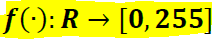 f(·): R → [0, 255]